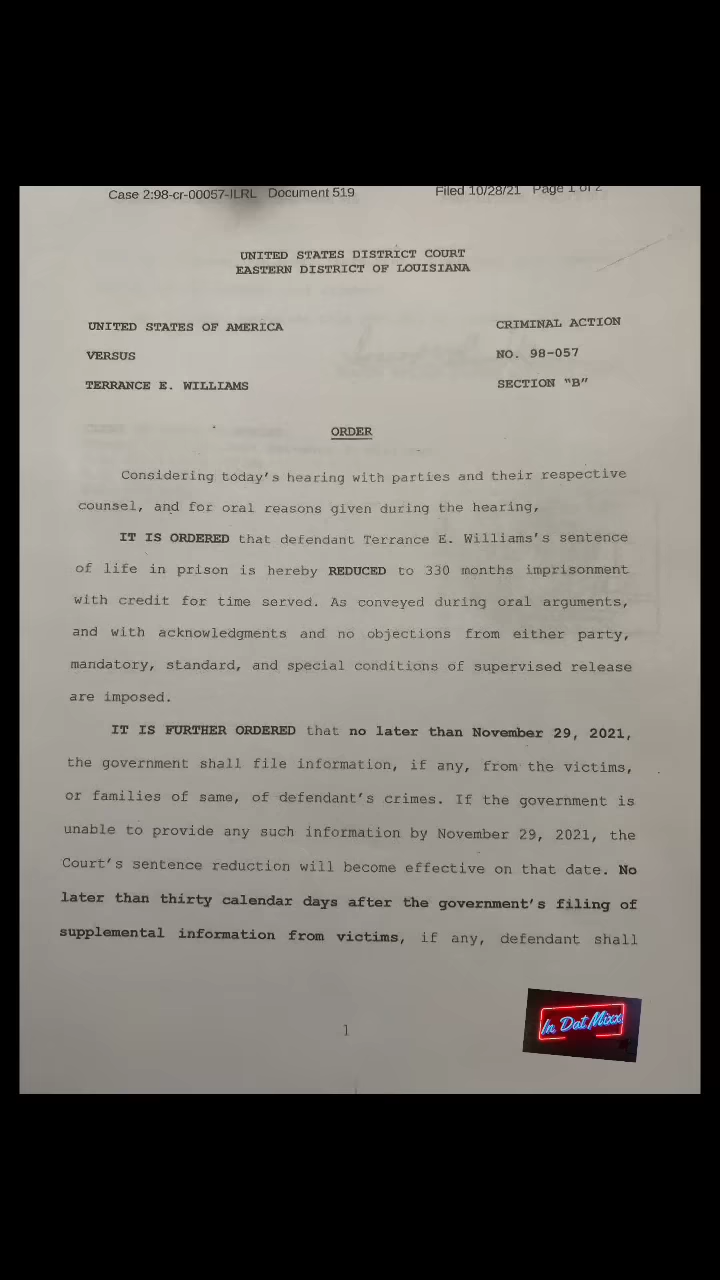 Case 2:98-cr-00057-ILRL Document 519 Filed 10/28/21 Page 1 of 2
UNITED STATES DISTRICT COURT
EASTERN DISTRICT OF LOUISIANA
UNITED STATES OF AMERICA CRIMINAL ACTION
VERSUS NO. 98-057
TERRANCE E. WILLIAMS SECTION "B"
ORDER
Considering today's hearing with parties and their respective
counsel, and for oral reasons given during the hearing,
IT IS ORDERED that defendant Terrance E. Williams's sentence
of life in prison is hereby REDUCED to 330 months imprisonment
with credit for time served. As conveyed during oral arguments,
and with acknowledgments and no objections from either party,
mandatory, standard, and special conditions of supervised release
are imposed.
IT IS FURTHER ORDERED that no later than November 29, 2021,
the government shall file information, if any, from the victims,
or families of same, of defendant's crimes. If the government is
unable to provide any such information by November 29, 2021, the
Court's sentence reduction will become effective on that date. No
later than thirty calendar days after the government's filing of
supplemental information from victims, if any, defendant shall
1
In Dat Mixx